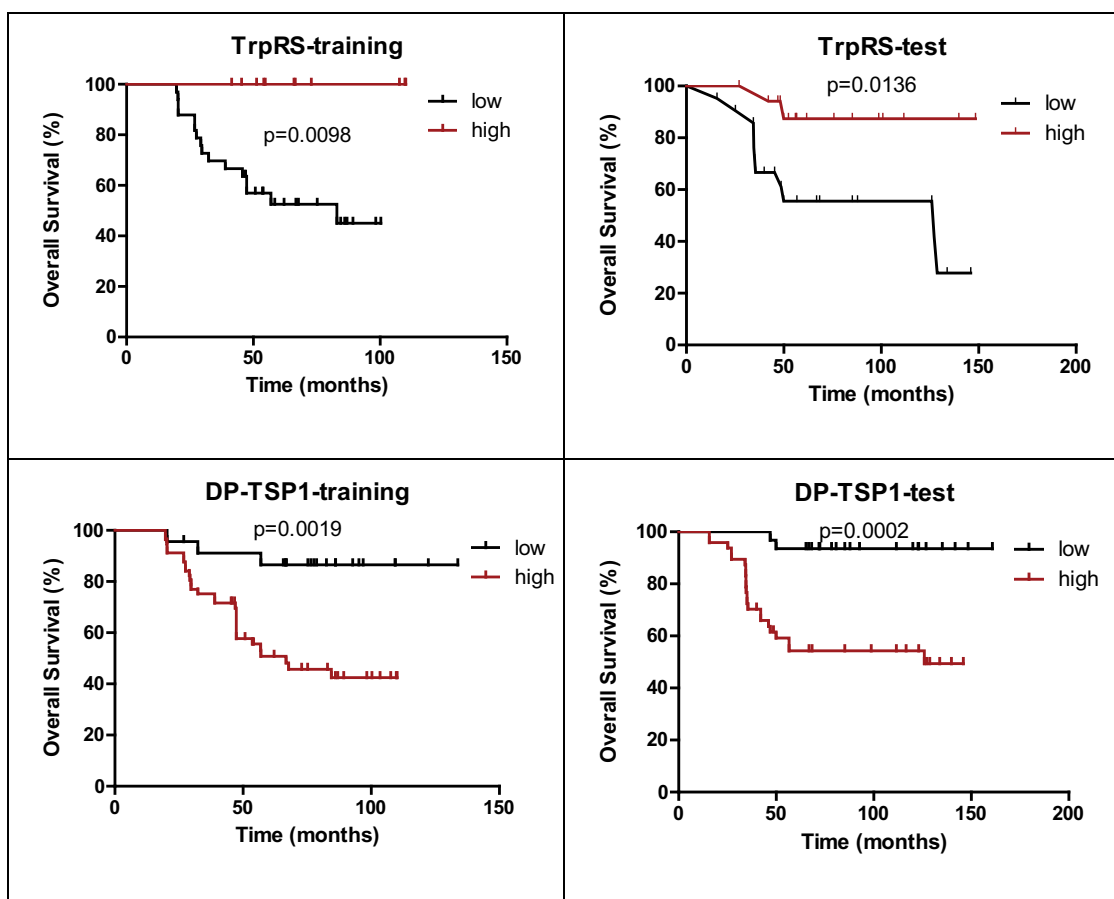 TrpRS-training
Overall Survival (%)
100
80
60
40
20
0
p=0.0098
low
high
0 50 100 150
Time (months)
TrpRS-test
Overall Survival (%)
100
80
60
40
20
0
p=0.0136
low
high
0 50 100 150 200
Time (months)
DP-TSP1-training
Overall Survival (%)
100
80
60
40
20
0
p=0.0019
low
high
0 50 100 150
Time (months)
DP-TSP1-test
Overall Survival (%)
100
80
60
40
20
0
p=0.0002
low
high
0 50 100 150 200
Time (months)